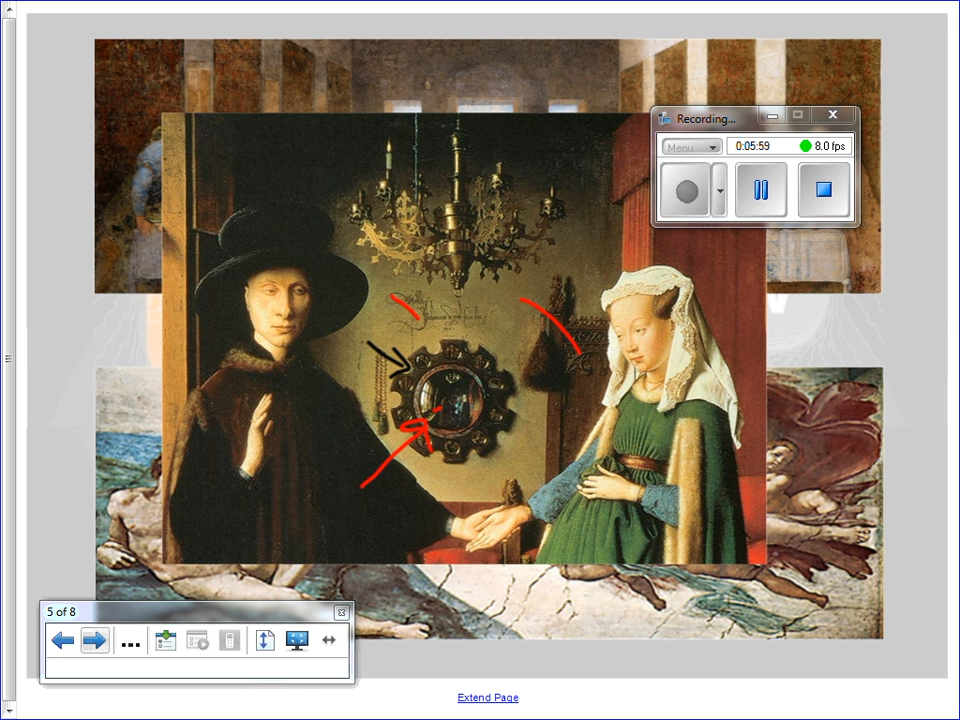 Recording...
Menu
0:05:59
8.0 fps
5 of 8
...
Extend Page